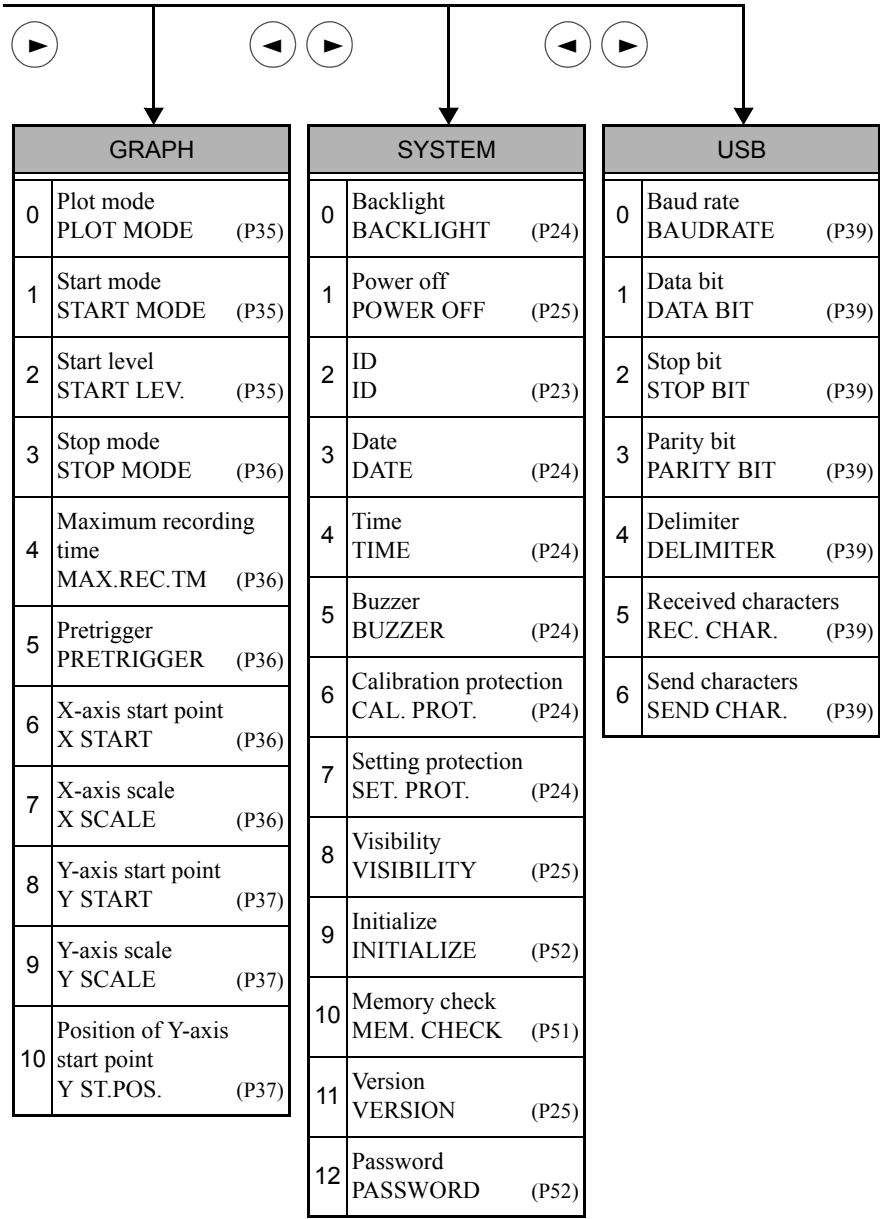 GRAPH
0
Plot mode
PLOT MODE (P35)
1
Start mode
START MODE (P35)
2
Start level
START LEV. (P35)
3
Stop mode
STOP MODE (P36)
4
Maximum recording
time
MAX.REC.TM (P36)
5
Pretrigger
PRETRIGGER (P36)
6
X-axis start point
X START (P36)
7
X-axis scale
X SCALE (P36)
8
Y-axis start point
Y START (P37)
9
Y-axis scale
Y SCALE (P37)
10
Position of Y-axis
start point
Y ST.POS. (P37)
SYSTEM
0
Backlight
BACKLIGHT (P24)
1
Power off
POWER OFF (P25)
2
ID
ID (P23)
3
Date
DATE (P24)
4
Time
TIME (P24)
5
Buzzer
BUZZER (P24)
6
Calibration protection
CAL. PROT. (P24)
7
Setting protection
SET. PROT. (P24)
8
Visibility
VISIBILITY (P25)
9
Initialize
INITIALIZE (P52)
10
Memory check
MEM. CHECK (P51)
11
Version
VERSION (P25)
12
Password
PASSWORD (P52)
USB
0
Baud rate
BAUDRATE (P39)
1
Data bit
DATA BIT (P39)
2
Stop bit
STOP BIT (P39)
3
Parity bit
PARITY BIT (P39)
4
Delimiter
DELIMITER (P39)
5
Received characters
REC. CHAR. (P39)
6
Send characters
SEND CHAR. (P39)